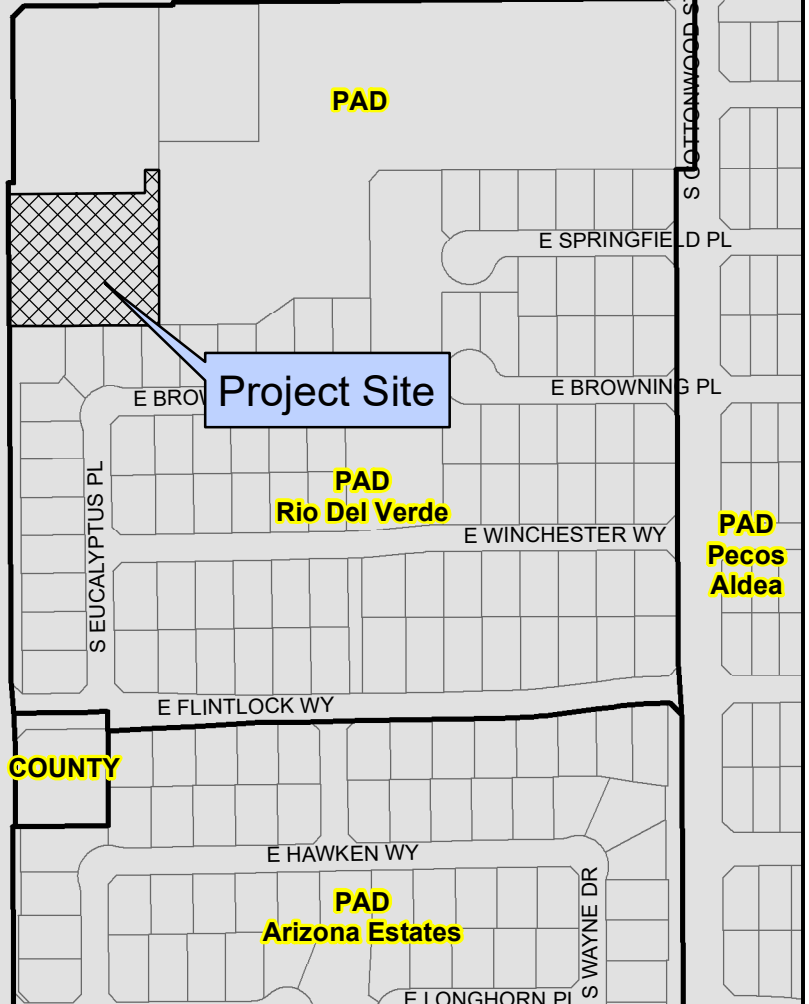 PAD
S COTTONWOOD S
E SPRINGFIELD PL
E BROW
Project Site
E BROWNING PL
PAD
Rio Del Verde
S EUCALYPTUS PL
E WINCHESTER WY
PAD
Pecos
Aldea
E FLINTLOCK WY
COUNTY
E HAWKEN WY
PAD
Arizona Estates
S WAYNE DR
E LONGHORN PL